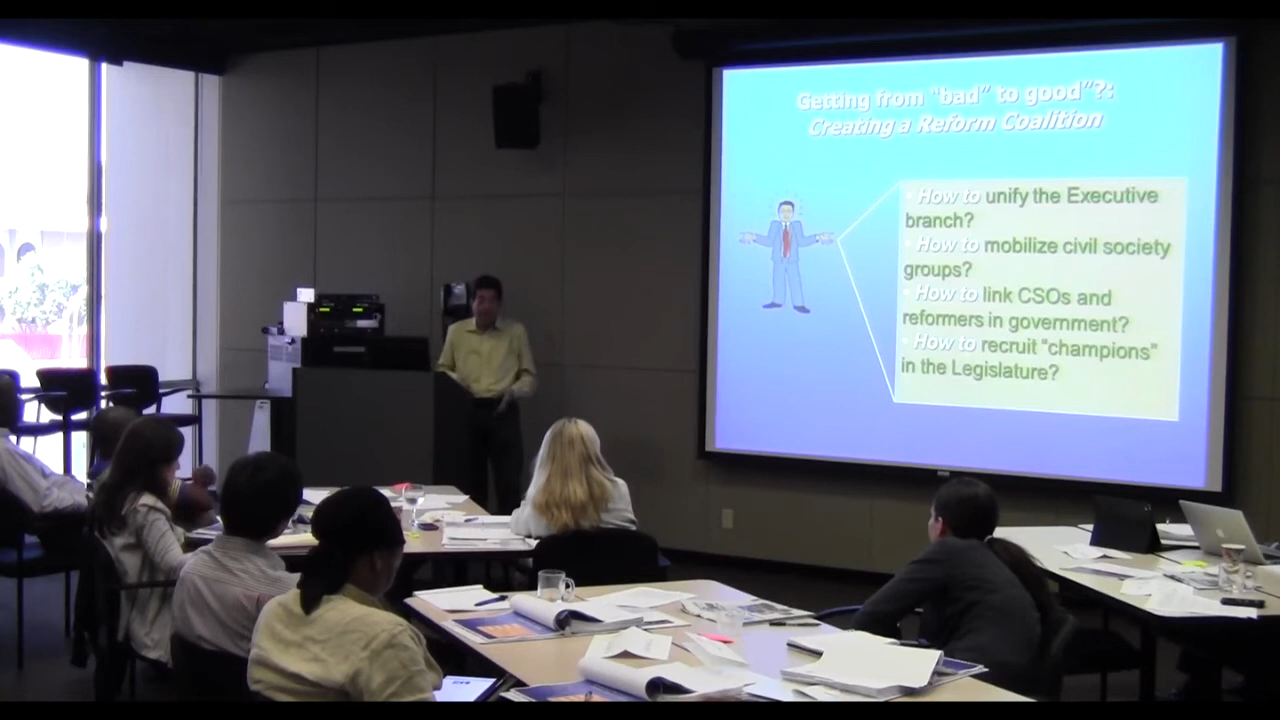 Getting from “bad” to good”?:
Creating a Reform Coalition
• How to unify the Executive
branch?
• How to mobilize civil society
groups?
• How to link CSOs and
reformers in government?
• How to recruit “champions”
in the Legislature?